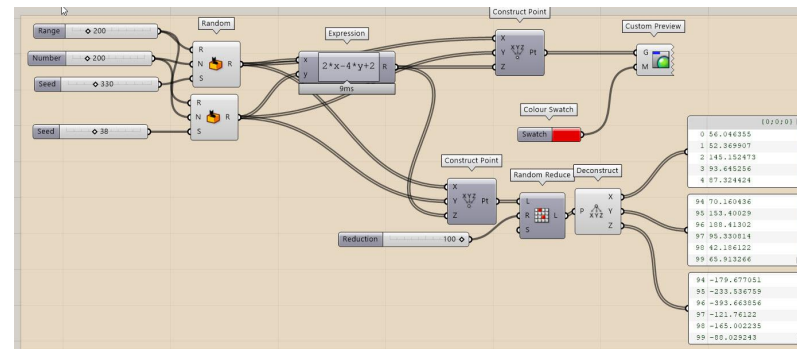 Construct Point
Random
Custom Preview
Range 200
Expression
X
Y XYZ Pt
Z
G
M
R
N R
S
x
y 2*x-4*y+2 R
9ms
Number 200
Seed 330
R
N R
S
Colour Swatch
Swatch
Seed 38
{0;0;0}
0 56.046355
1 52.369907
2 145.152473
3 93.645256
4 87.324424
Construct Point
Random Reduce
Deconstruct
X
Y XYZ Pt
Z
L
R L
S
X
P XYZ Y
Z
94 70.160436
95 153.40029
96 188.41302
97 95.330814
98 42.186122
99 65.913266
Reduction 100
94 -179.677051
95 -233.536759
96 -393.663856
97 -121.76122
98 -165.002235
99 -88.029243